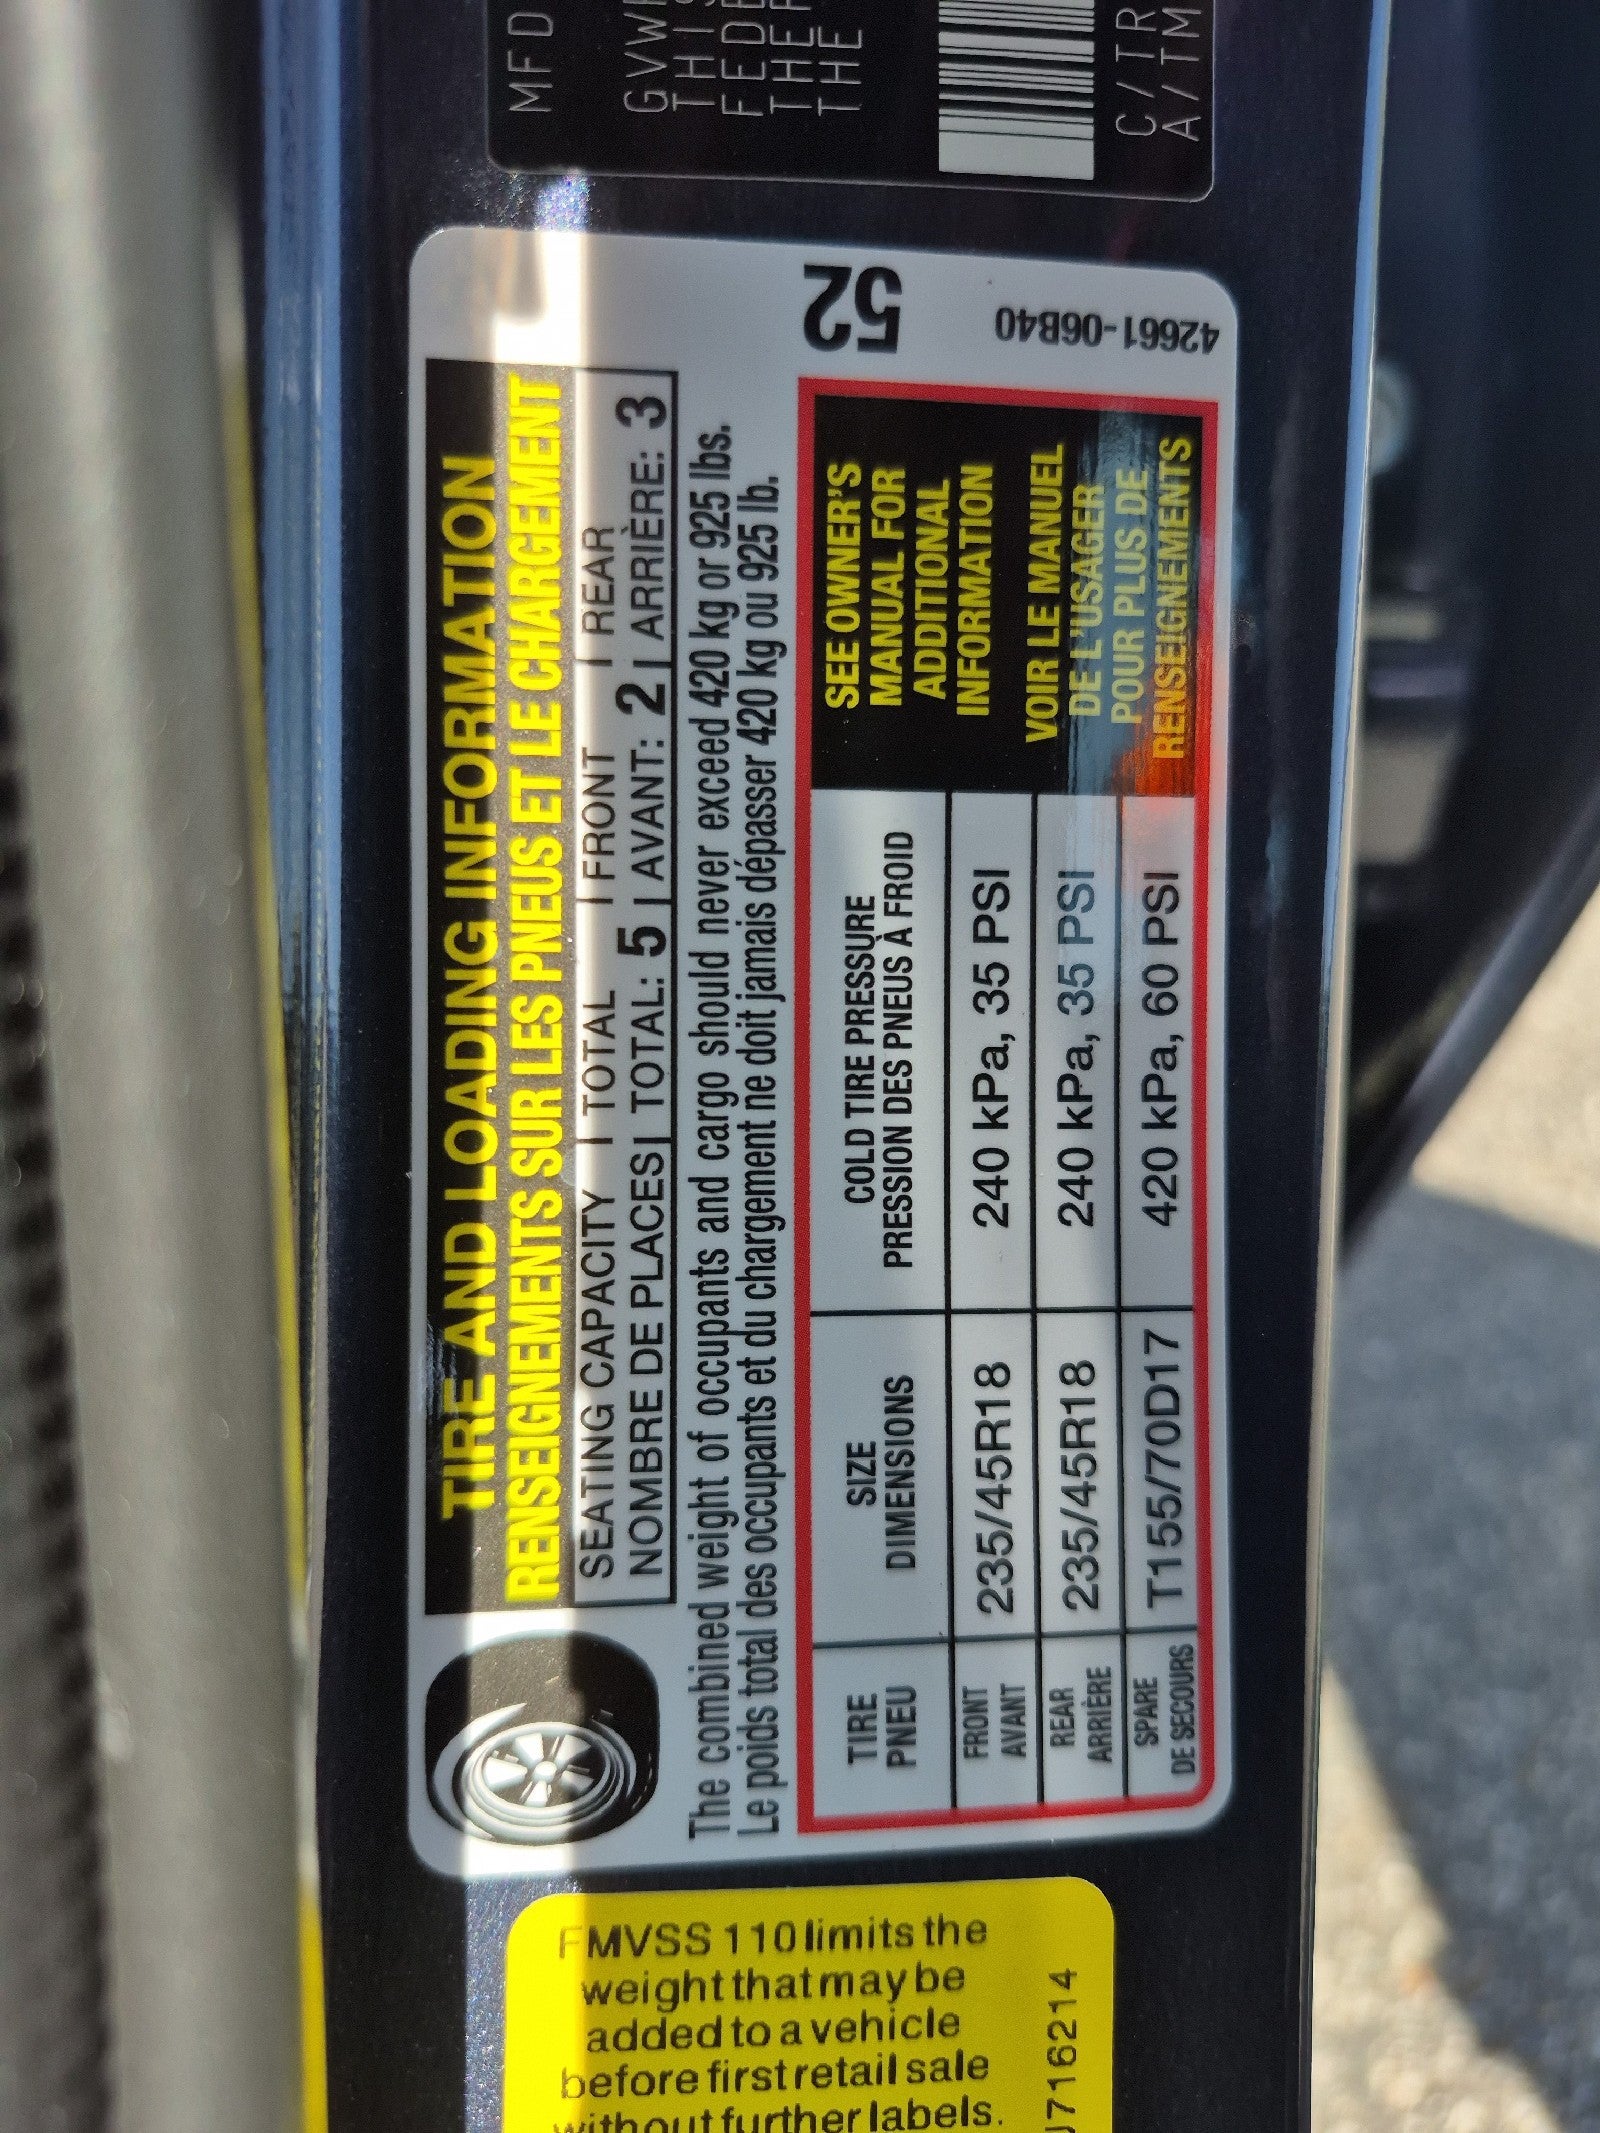 TIRE AND LOADING INFORMATION
RENSEIGNEMENTS SUR LES PNEUS ET LE CHARGEMENT
SEATING CAPACITY | TOTAL | FRONT | REAR
NOMBRE DE PLACES | TOTAL: 5 | AVANT: 2 | ARRIÈRE: 3
The combined weight of occupants and cargo should never exceed 420 kg or 925 lbs.
Le poids total des occupants et du chargement ne doit jamais dépasser 420 kg ou 925 lb.
TIRE
PNEU
SIZE
DIMENSIONS
COLD TIRE PRESSURE
PRESSION DES PNEUS À FROID
FRONT
AVANT
235/45R18
240 kPa, 35 PSI
REAR
ARRIÈRE
235/45R18
240 kPa, 35 PSI
SPARE
DE SECOURS
T155/70D17
420 kPa, 60 PSI
SEE OWNER'S
MANUAL FOR
ADDITIONAL
INFORMATION
VOIR LE MANUEL
DE L'USAGER
POUR PLUS DE
RENSEIGNEMENTS
52
42661-06B40
MFD
GVW
THIS
FED
THE
THE
C/TR
A/TM
FMVSS 110 limits the
weight that may be
added to a vehicle
before first retail sale
without further labels.
J716214